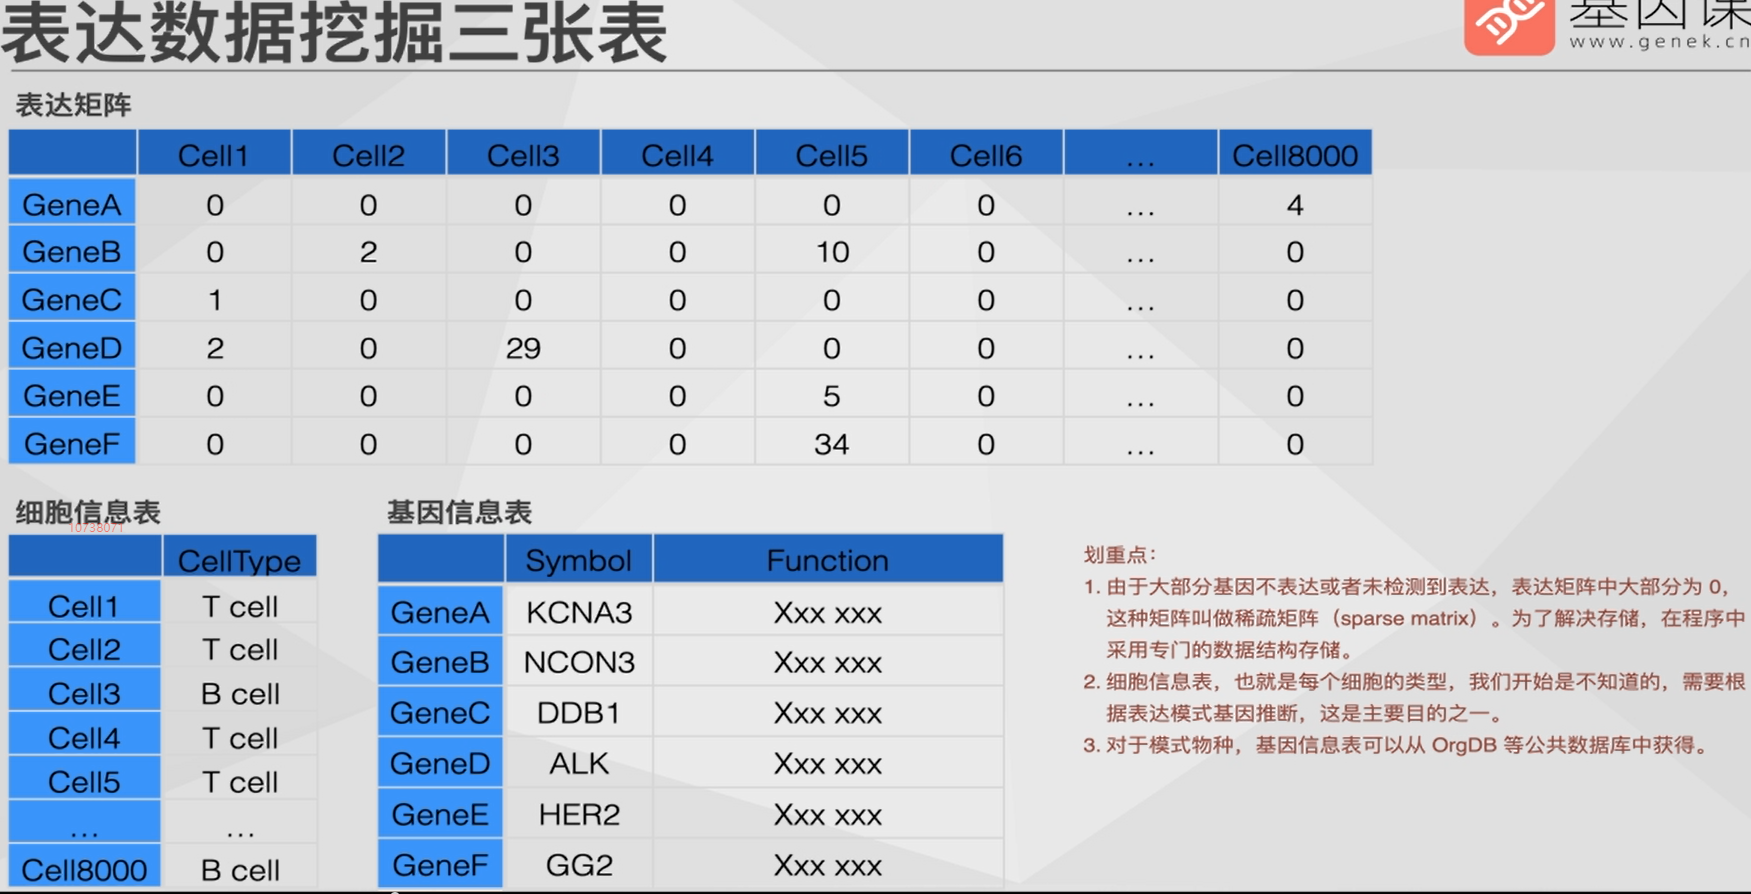 表达数据挖掘三张表
基因课
www.genek.cn
表达矩阵
Cell1 Cell2 Cell3 Cell4 Cell5 Cell6 ... Cell8000
GeneA 0 0 0 0 0 0 ... 4
GeneB 0 2 0 0 10 0 ... 0
GeneC 1 0 0 0 0 0 ... 0
GeneD 2 0 29 0 0 0 ... 0
GeneE 0 0 0 0 5 0 ... 0
GeneF 0 0 0 0 34 0 ... 0
细胞信息表
10738071
CellType
Cell1 T cell
Cell2 T cell
Cell3 B cell
Cell4 T cell
Cell5 T cell
... ...
Cell8000 B cell
基因信息表
Symbol Function
GeneA KCNA3 Xxx xxx
GeneB NCON3 Xxx xxx
GeneC DDB1 Xxx xxx
GeneD ALK Xxx xxx
GeneE HER2 Xxx xxx
GeneF GG2 Xxx xxx
划重点：
1. 由于大部分基因不表达或者未检测到表达，表达矩阵中大部分为 0，
这种矩阵叫做稀疏矩阵（sparse matrix）。为了解决存储，在程序中
采用专门的数据结构存储。
2. 细胞信息表，也就是每个细胞的类型，我们开始是不知道的，需要根
据表达模式基因推断，这是主要目的之一。
3. 对于模式物种，基因信息表可以从 OrgDB 等公共数据库中获得。